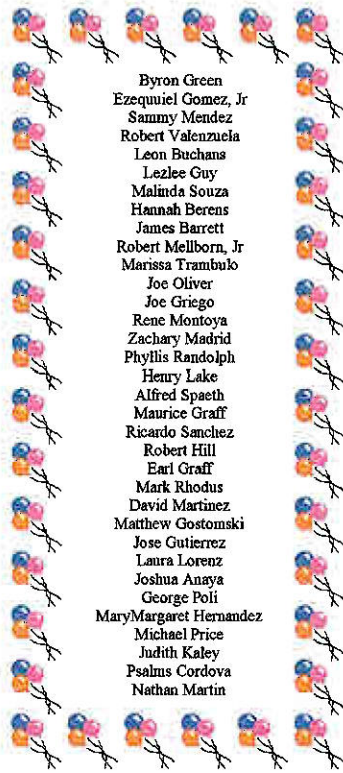 Byron Green
Ezequuiel Gomez, Jr
Sammy Mendez
Robert Valenzuela
Leon Buchans
Lezlee Guy
Malinda Souza
Hannah Berens
James Barrett
Robert Mellborn, Jr
Marissa Trambulo
Joe Oliver
Joe Griego
Rene Montoya
Zachary Madrid
Phyllis Randolph
Henry Lake
Alfred Spaeth
Maurice Graff
Ricardo Sanchez
Robert Hill
Earl Graff
Mark Rhodus
David Martinez
Matthew Gostomski
Jose Gutierrez
Laura Lorenz
Joshua Anaya
George Poli
MaryMargaret Hernandez
Michael Price
Judith Kaley
Psalms Cordova
Nathan Martin